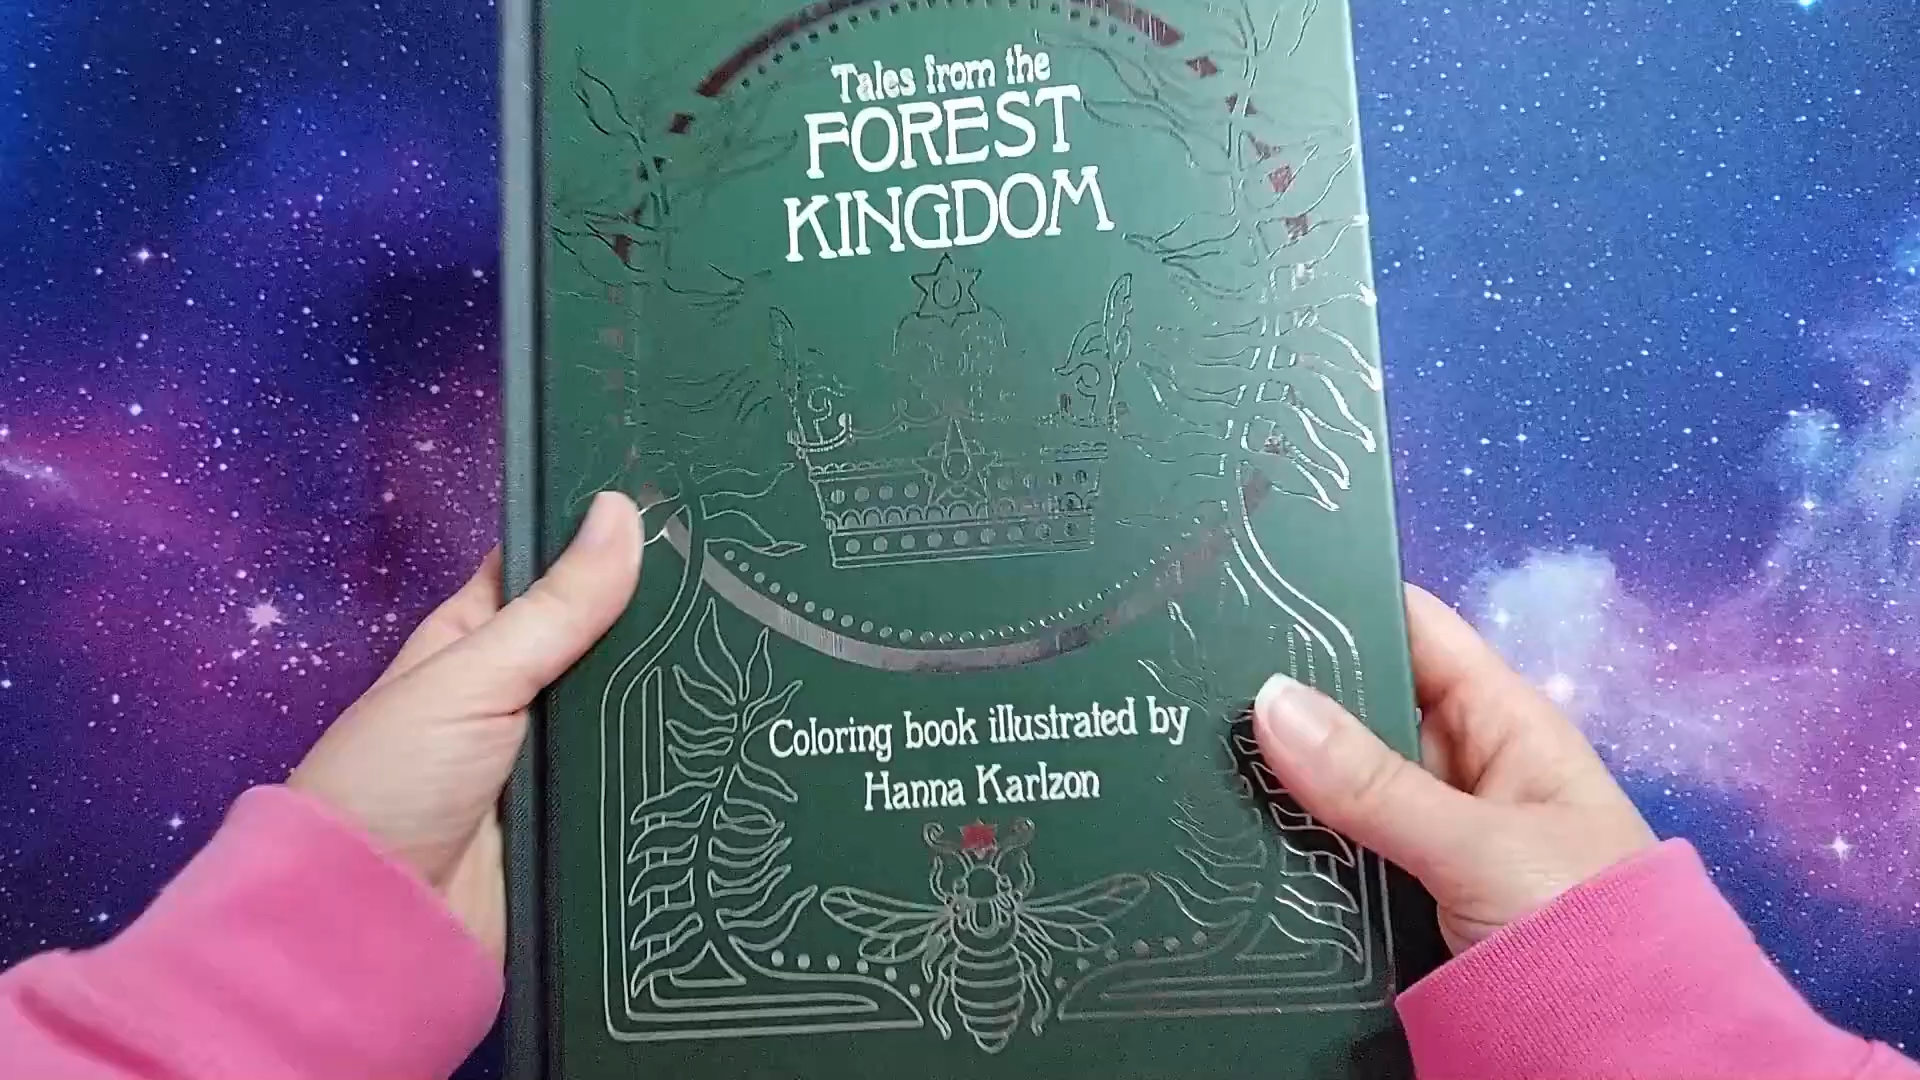 Tales from the
FOREST
KINGDOM
Coloring book illustrated by
Hanna Karlzon